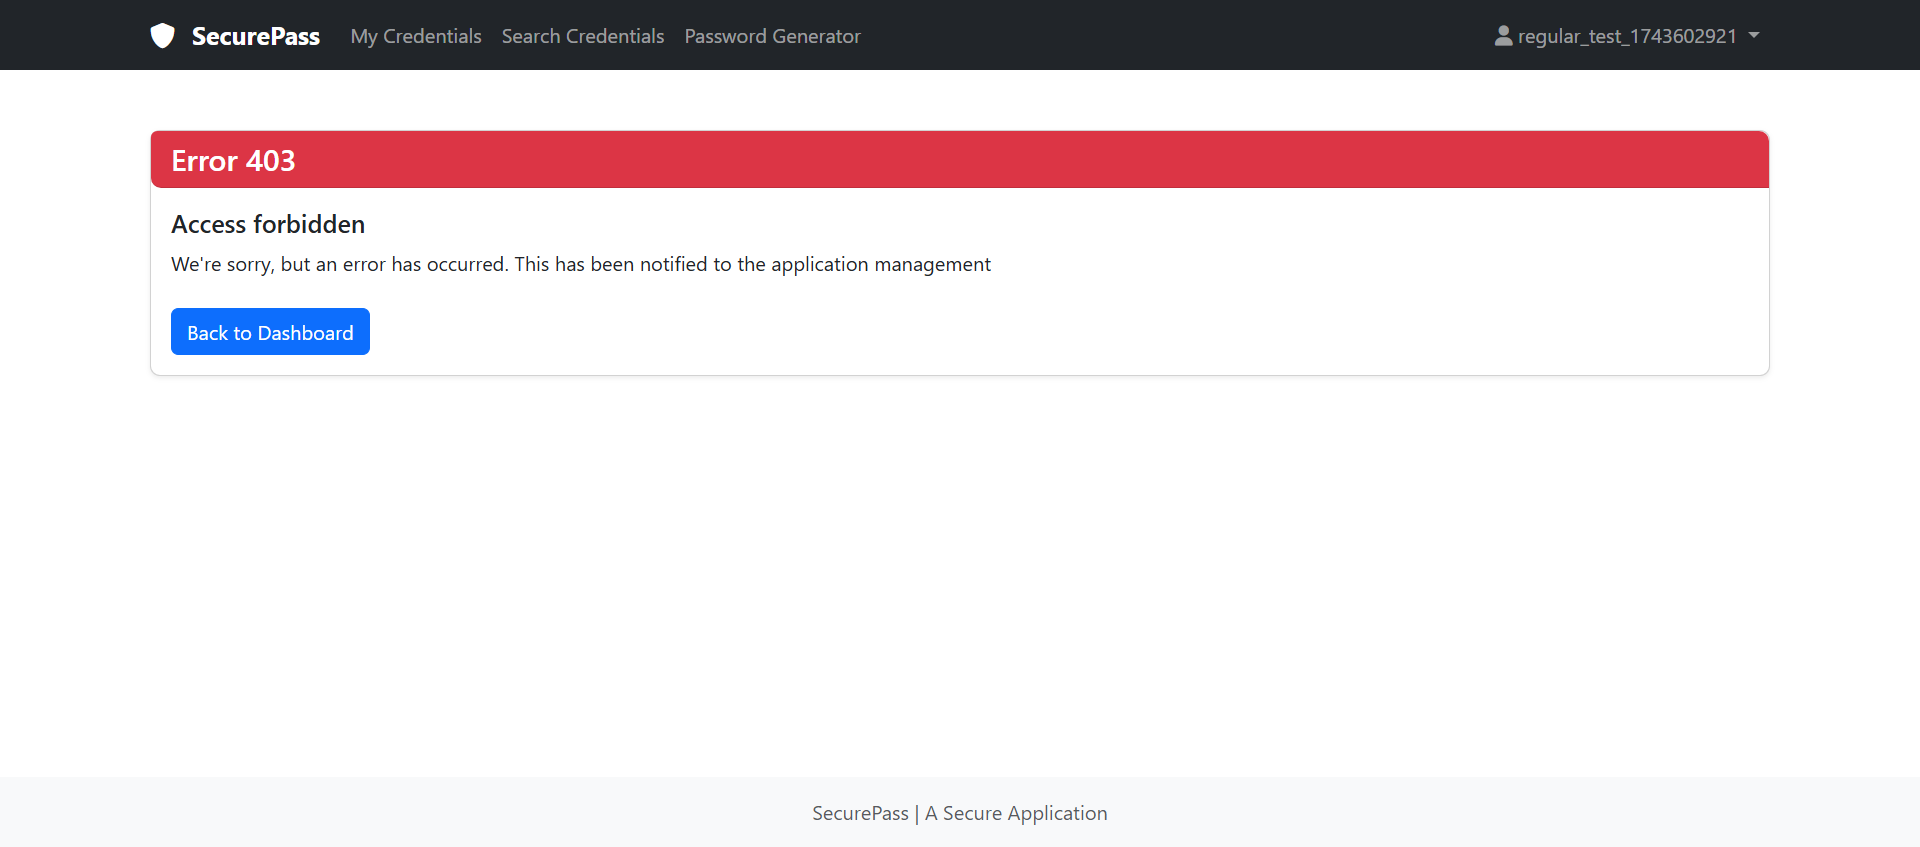 SecurePass My Credentials Search Credentials Password Generator regular_test_1743602921
Error 403
Access forbidden
We're sorry, but an error has occurred. This has been notified to the application management
Back to Dashboard
SecurePass | A Secure Application